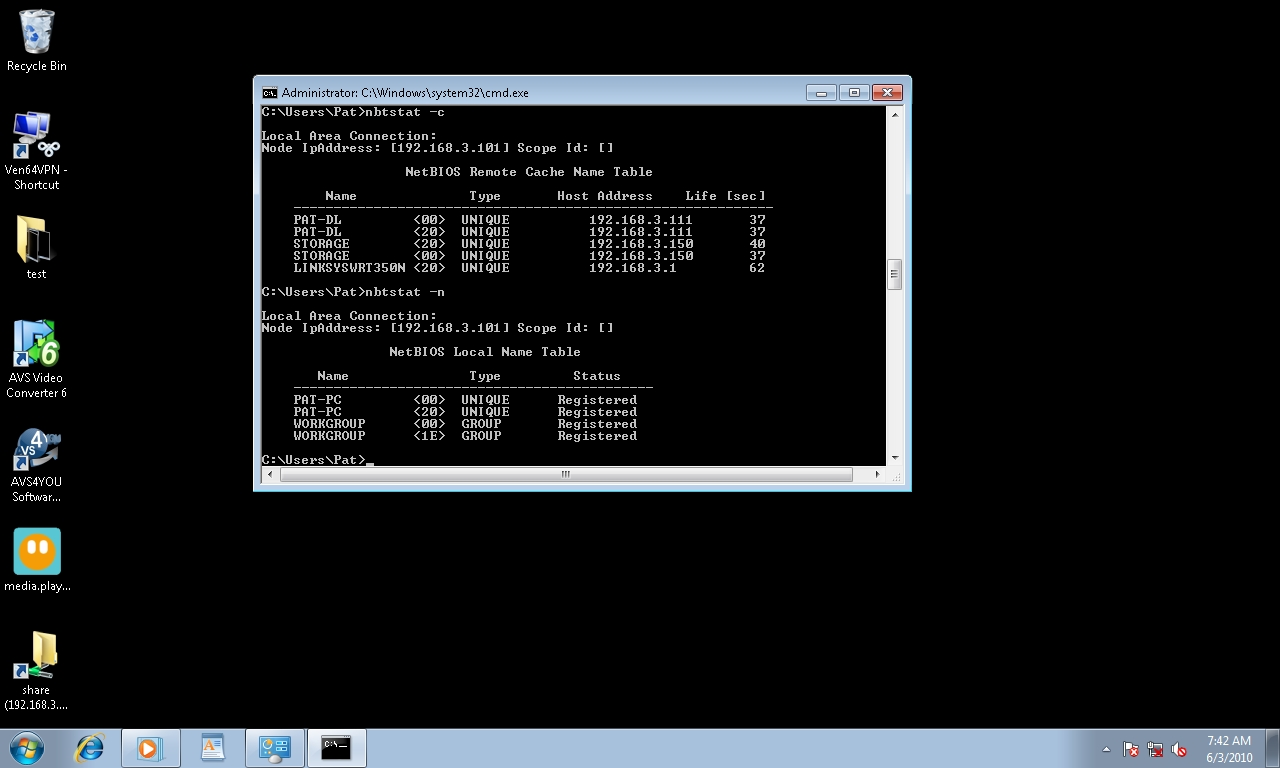 Recycle Bin
Ven64VPN -
Shortcut
test
AVS Video
Converter 6
AVS4YOU
Softwar...
media.play...
share
(192.168.3....
Administrator: C:\Windows\system32\cmd.exe
C:\Users\Pat>nbtstat -c
Local Area Connection:
Node IpAddress: [192.168.3.101] Scope Id: []
NetBIOS Remote Cache Name Table
Name Type Host Address Life [sec]
PAT-DL <00> UNIQUE 192.168.3.111 37
PAT-DL <20> UNIQUE 192.168.3.111 37
STORAGE <20> UNIQUE 192.168.3.150 40
STORAGE <00> UNIQUE 192.168.3.150 37
LINKSYSWRT350N <20> UNIQUE 192.168.3.1 62
C:\Users\Pat>nbtstat -n
Local Area Connection:
Node IpAddress: [192.168.3.101] Scope Id: []
NetBIOS Local Name Table
Name Type Status
PAT-PC <00> UNIQUE Registered
PAT-PC <20> UNIQUE Registered
WORKGROUP <00> GROUP Registered
WORKGROUP <1E> GROUP Registered
C:\Users\Pat>_
7:42 AM
6/3/2010